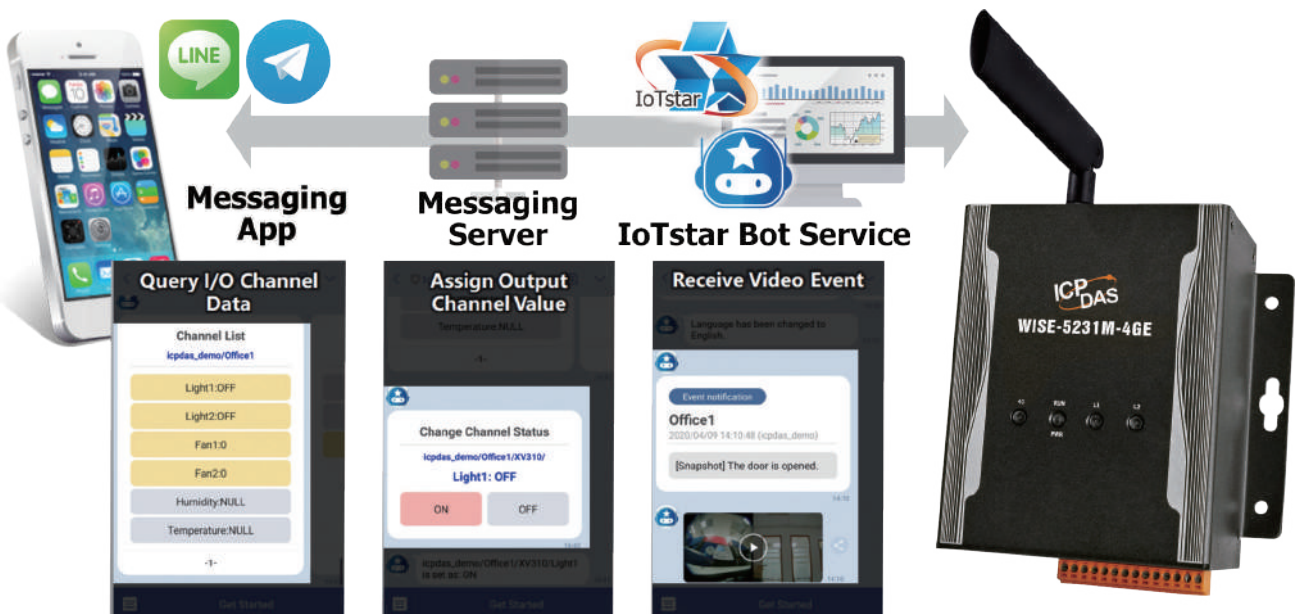 LINE
IoTstar
Messaging
App
Messaging
Server
IoTstar Bot Service
Query I/O Channel
Data
Channel List
icpdas_demo/Office1
Light1:OFF
Light2:OFF
Fan1:0
Fan2:0
Humidity:NULL
Temperature:NULL
-1-
Get Started
Assign Output
Channel Value
Temperature:NULL
-1-
Change Channel Status
icpdas_demo/Office1/XV310/
Light1: OFF
ON
OFF
icpdas_demo/Office1/XV310/Light1
is set as: ON
Get Started
Receive Video Event
Language has been changed to
English.
Event notification
Office1
2020/04/09 14:10:48 (icpdas_demo)
[Snapshot] The door is opened.
14:10
14:10
Get Started
ICP
DAS
WISE-5231M-4GE
RUN
L1
L2
PWR